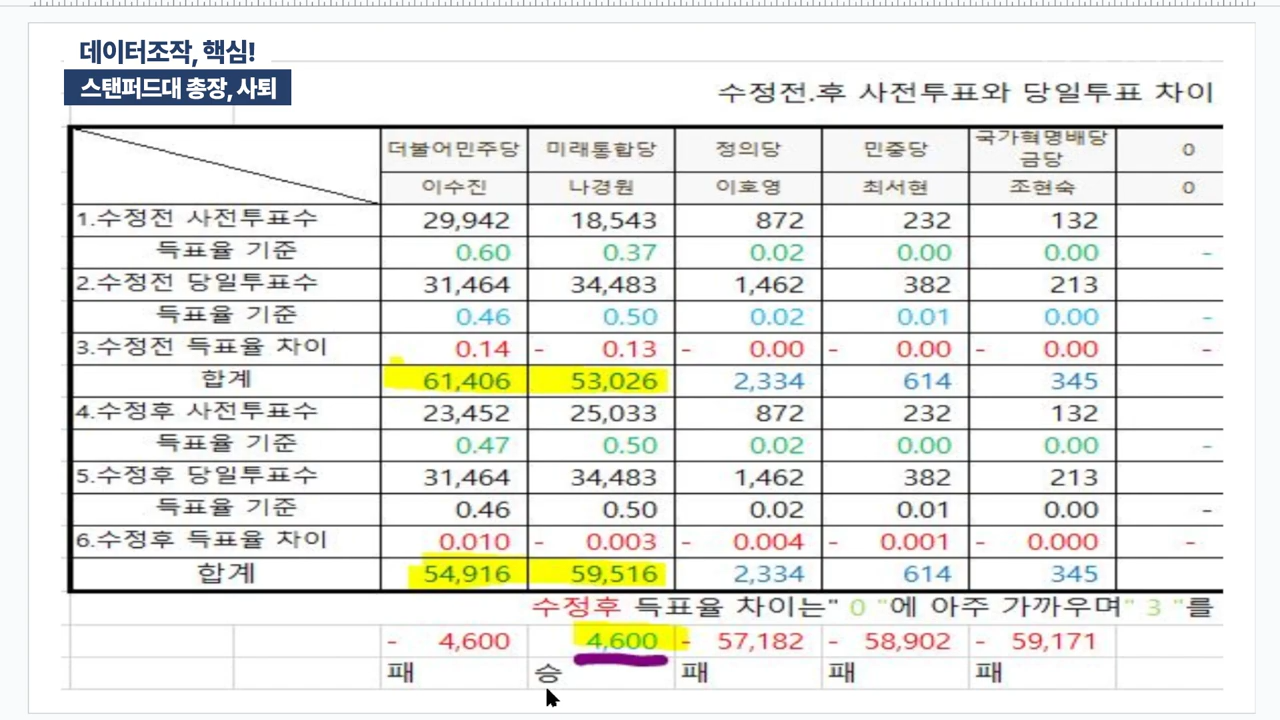 데이터조작, 핵심!
스탠퍼드대 총장, 사퇴
수정전.후 사전투표와 당일투표 차이
더불어민주당 미래통합당 정의당 민중당 국가혁명배당금당 0
이수진 나경원 이호영 최서현 조현숙 0
1.수정전 사전투표수 29,942 18,543 872 232 132
득표율 기준 0.60 0.37 0.02 0.00 0.00 -
2.수정전 당일투표수 31,464 34,483 1,462 382 213
득표율 기준 0.46 0.50 0.02 0.01 0.00 -
3.수정전 득표율 차이 0.14 - 0.13 - 0.00 - 0.00 - 0.00 -
합계 61,406 53,026 2,334 614 345
4.수정후 사전투표수 23,452 25,033 872 232 132
득표율 기준 0.47 0.50 0.02 0.00 0.00 -
5.수정후 당일투표수 31,464 34,483 1,462 382 213
득표율 기준 0.46 0.50 0.02 0.01 0.00 -
6.수정후 득표율 차이 0.010 - 0.003 - 0.004 - 0.001 - 0.000 -
합계 54,916 59,516 2,334 614 345
수정후 득표율 차이는" 0 "에 아주 가까우며" 3 "를
- 4,600 4,600 - 57,182 - 58,902 - 59,171
패 승 패 패 패